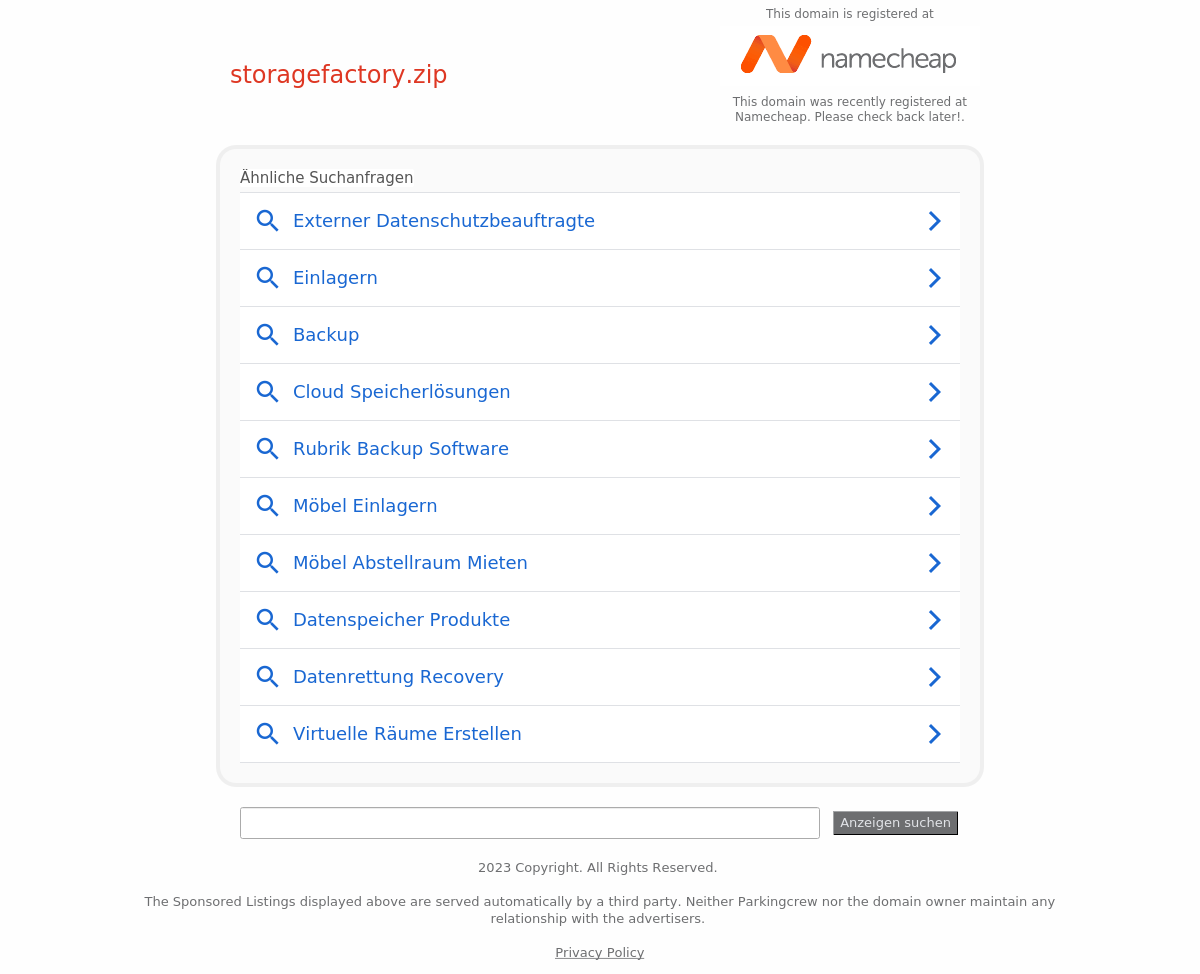 This domain is registered at
namecheap
storagefactory.zip
This domain was recently registered at
Namecheap. Please check back later!.
Ähnliche Suchanfragen
Externer Datenschutzbeauftragte
Einlagern
Backup
Cloud Speicherlösungen
Rubrik Backup Software
Möbel Einlagern
Möbel Abstellraum Mieten
Datenspeicher Produkte
Datenrettung Recovery
Virtuelle Räume Erstellen
Anzeigen suchen
2023 Copyright. All Rights Reserved.
The Sponsored Listings displayed above are served automatically by a third party. Neither Parkingcrew nor the domain owner maintain any
relationship with the advertisers.
Privacy Policy